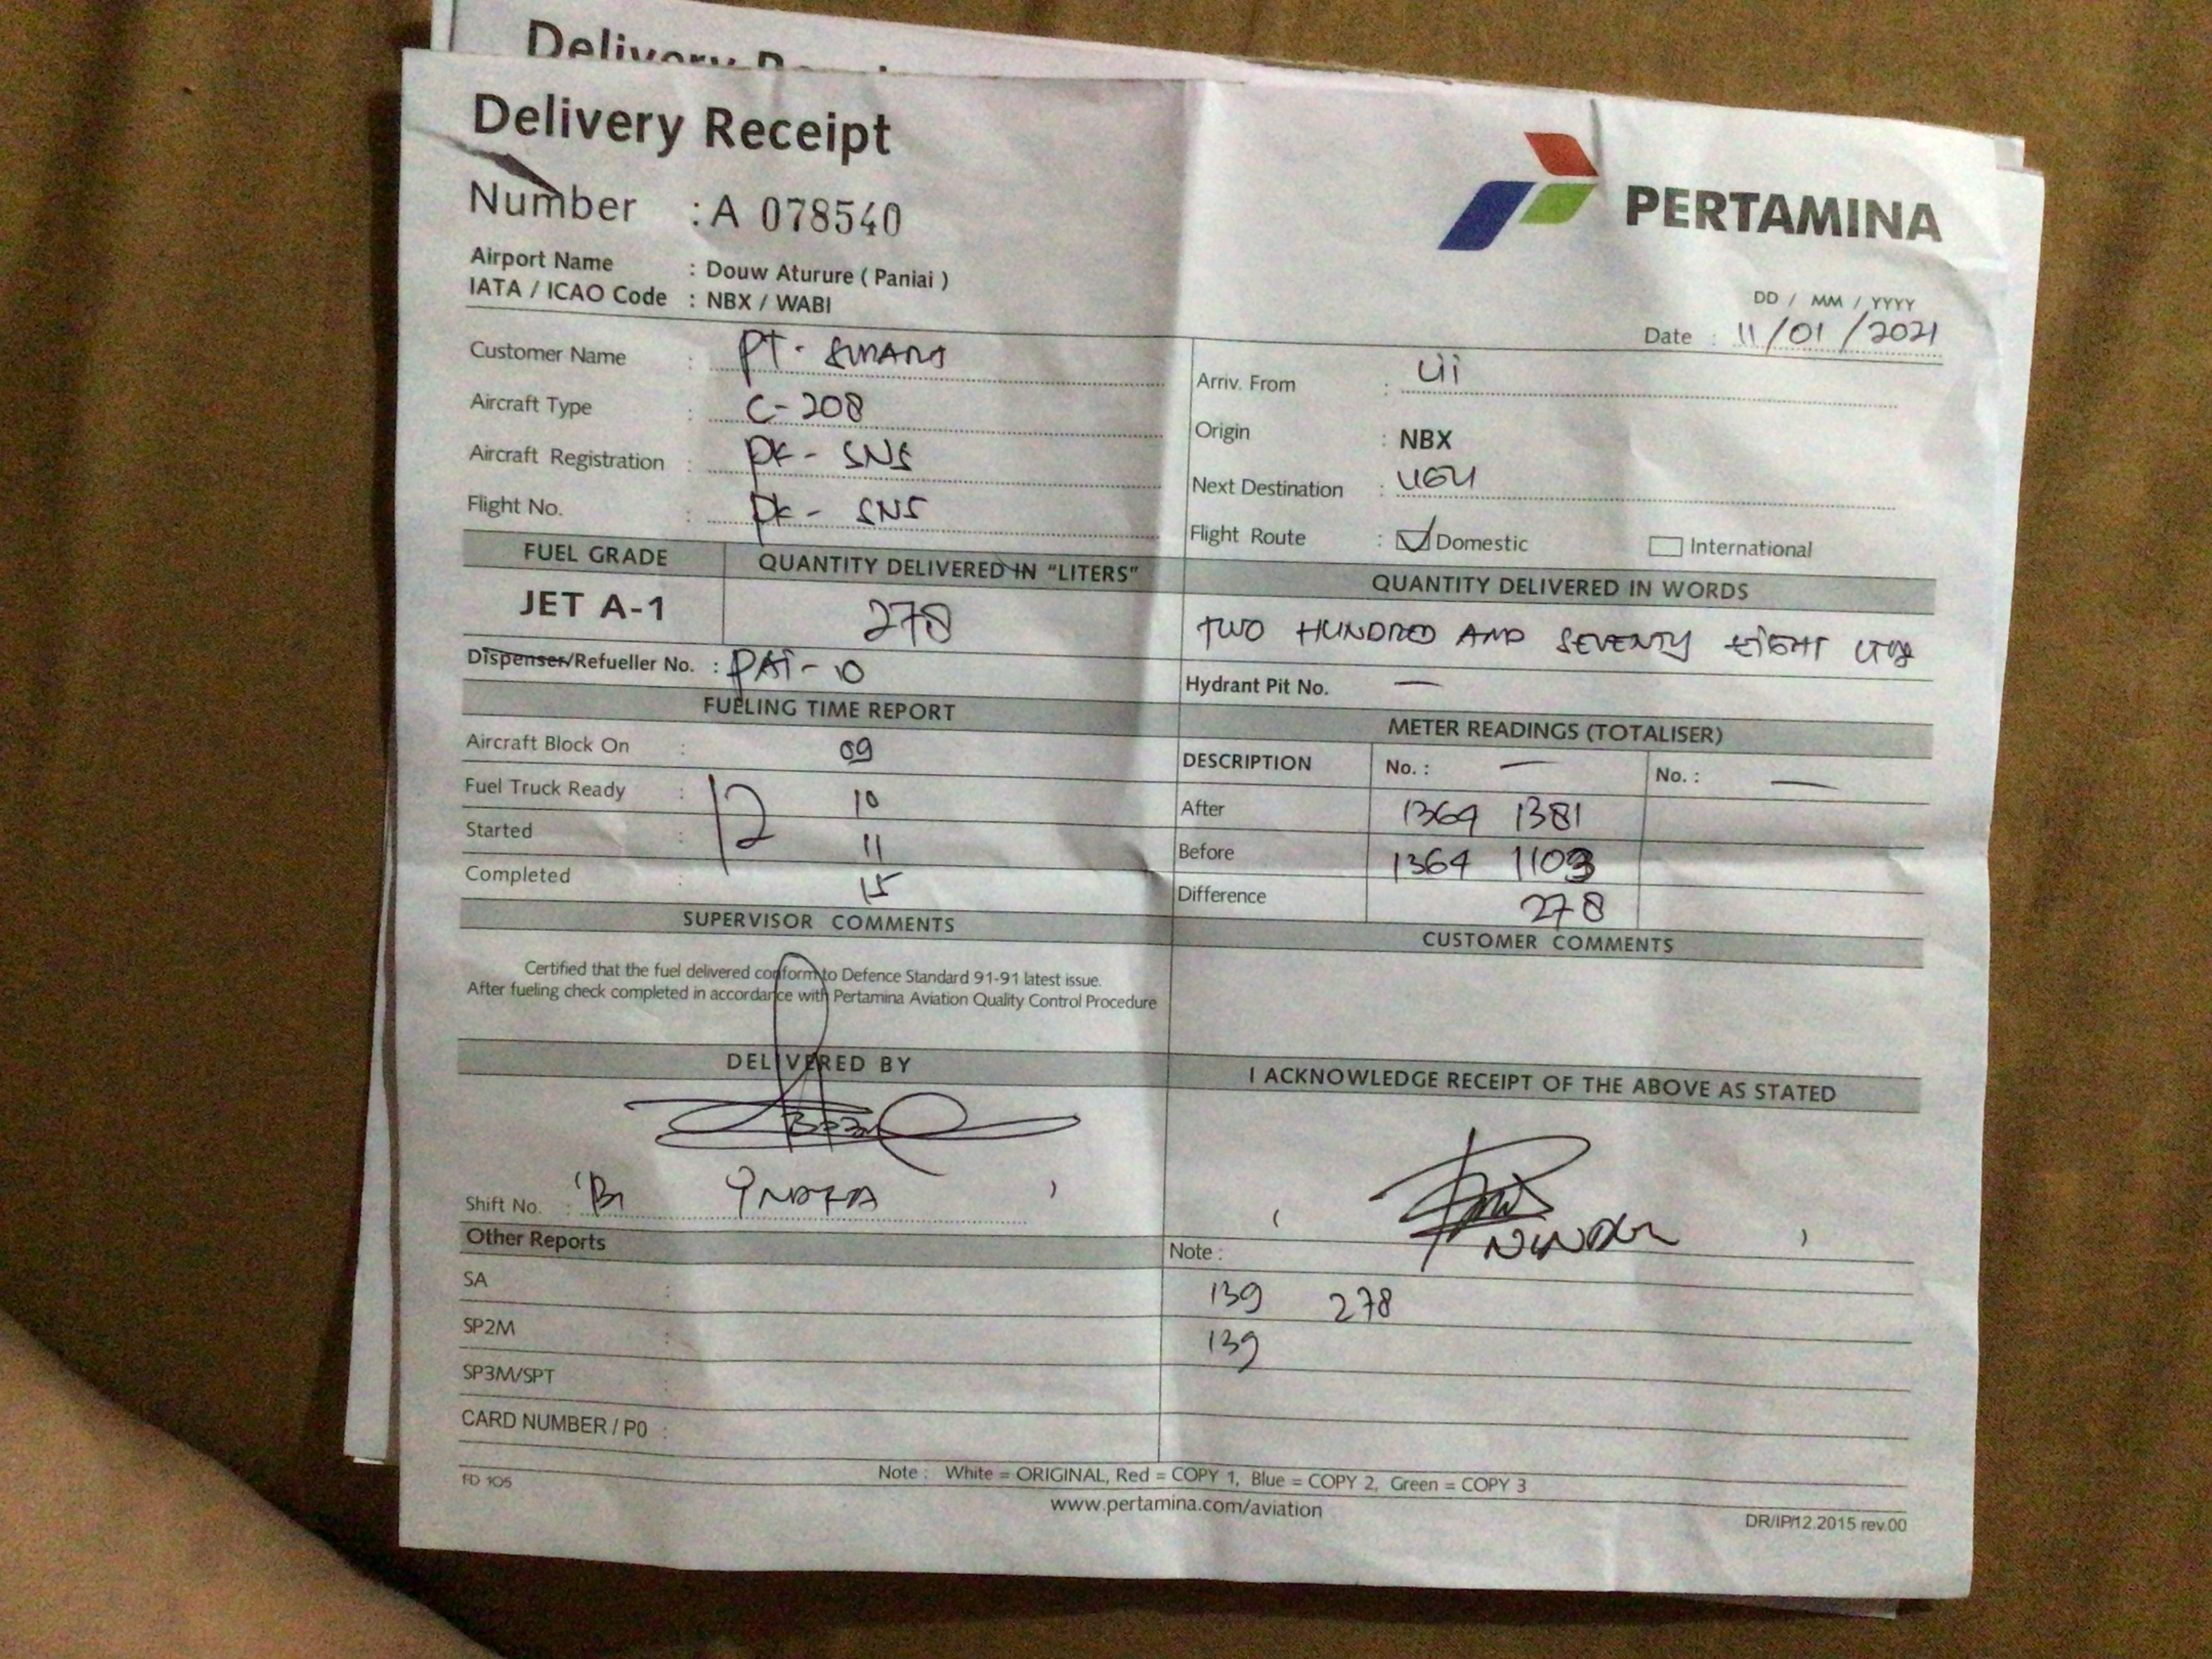 Delivery Receipt
Delivery Receipt
Number : A 078540
PERTAMINA
Airport Name : Douw Aturure ( Paniai )
IATA / ICAO Code : NBX / WABI
DD / MM / YYYY
Date : 11/01/2021
Customer Name : PT.
Aircraft Type : C-208
Aircraft Registration : PK - SNS
Flight No. : PK - SNS
Arriv. From : Uii
Origin : NBX
Next Destination :
Flight Route : Domestic International
FUEL GRADE QUANTITY DELIVERED IN "LITERS" QUANTITY DELIVERED IN WORDS
JET A-1 278 TWO HUNDRED AND SEVENTY EIGHT
Dispenser/Refueller No. : PAI-10
Hydrant Pit No. —
FUELING TIME REPORT
Aircraft Block On : 09
Fuel Truck Ready : 12 10
Started : 11
Completed : 15
METER READINGS (TOTALISER)
DESCRIPTION No. : — No. : —
After 1364 1381
Before 1364 1103
Difference 278
SUPERVISOR COMMENTS
Certified that the fuel delivered conform to Defence Standard 91-91 latest issue.
After fueling check completed in accordance with Pertamina Aviation Quality Control Procedure
CUSTOMER COMMENTS
DELIVERED BY
Shift No. :
I ACKNOWLEDGE RECEIPT OF THE ABOVE AS STATED
Other Reports
SA :
SP2M :
SP3M/SPT :
CARD NUMBER / P0 :
Note :
139 278
139
Note : White = ORIGINAL, Red = COPY 1, Blue = COPY 2, Green = COPY 3
FD 105
www.pertamina.com/aviation
DR/IP/12.2015 rev.00